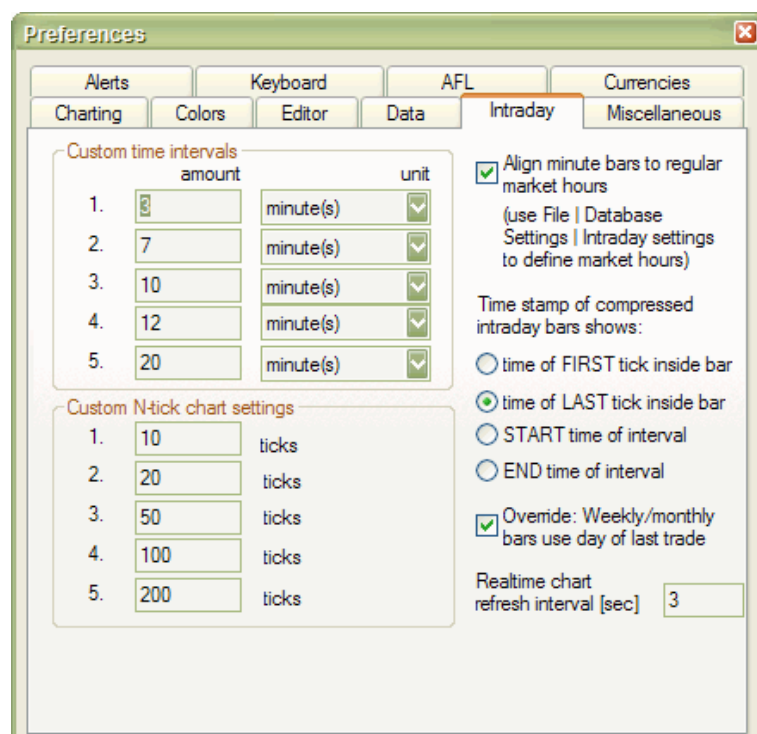 Preferences
Alerts Keyboard AFL Currencies
Charting Colors Editor Data Intraday Miscellaneous
Custom time intervals
amount unit
1. 3 minute(s)
2. 7 minute(s)
3. 10 minute(s)
4. 12 minute(s)
5. 20 minute(s)
Custom N-tick chart settings
1. 10 ticks
2. 20 ticks
3. 50 ticks
4. 100 ticks
5. 200 ticks
Align minute bars to regular
market hours
(use File | Database
Settings | Intraday settings
to define market hours)
Time stamp of compressed
intraday bars shows:
time of FIRST tick inside bar
time of LAST tick inside bar
START time of interval
END time of interval
Override: Weekly/monthly
bars use day of last trade
Realtime chart
refresh interval [sec] 3